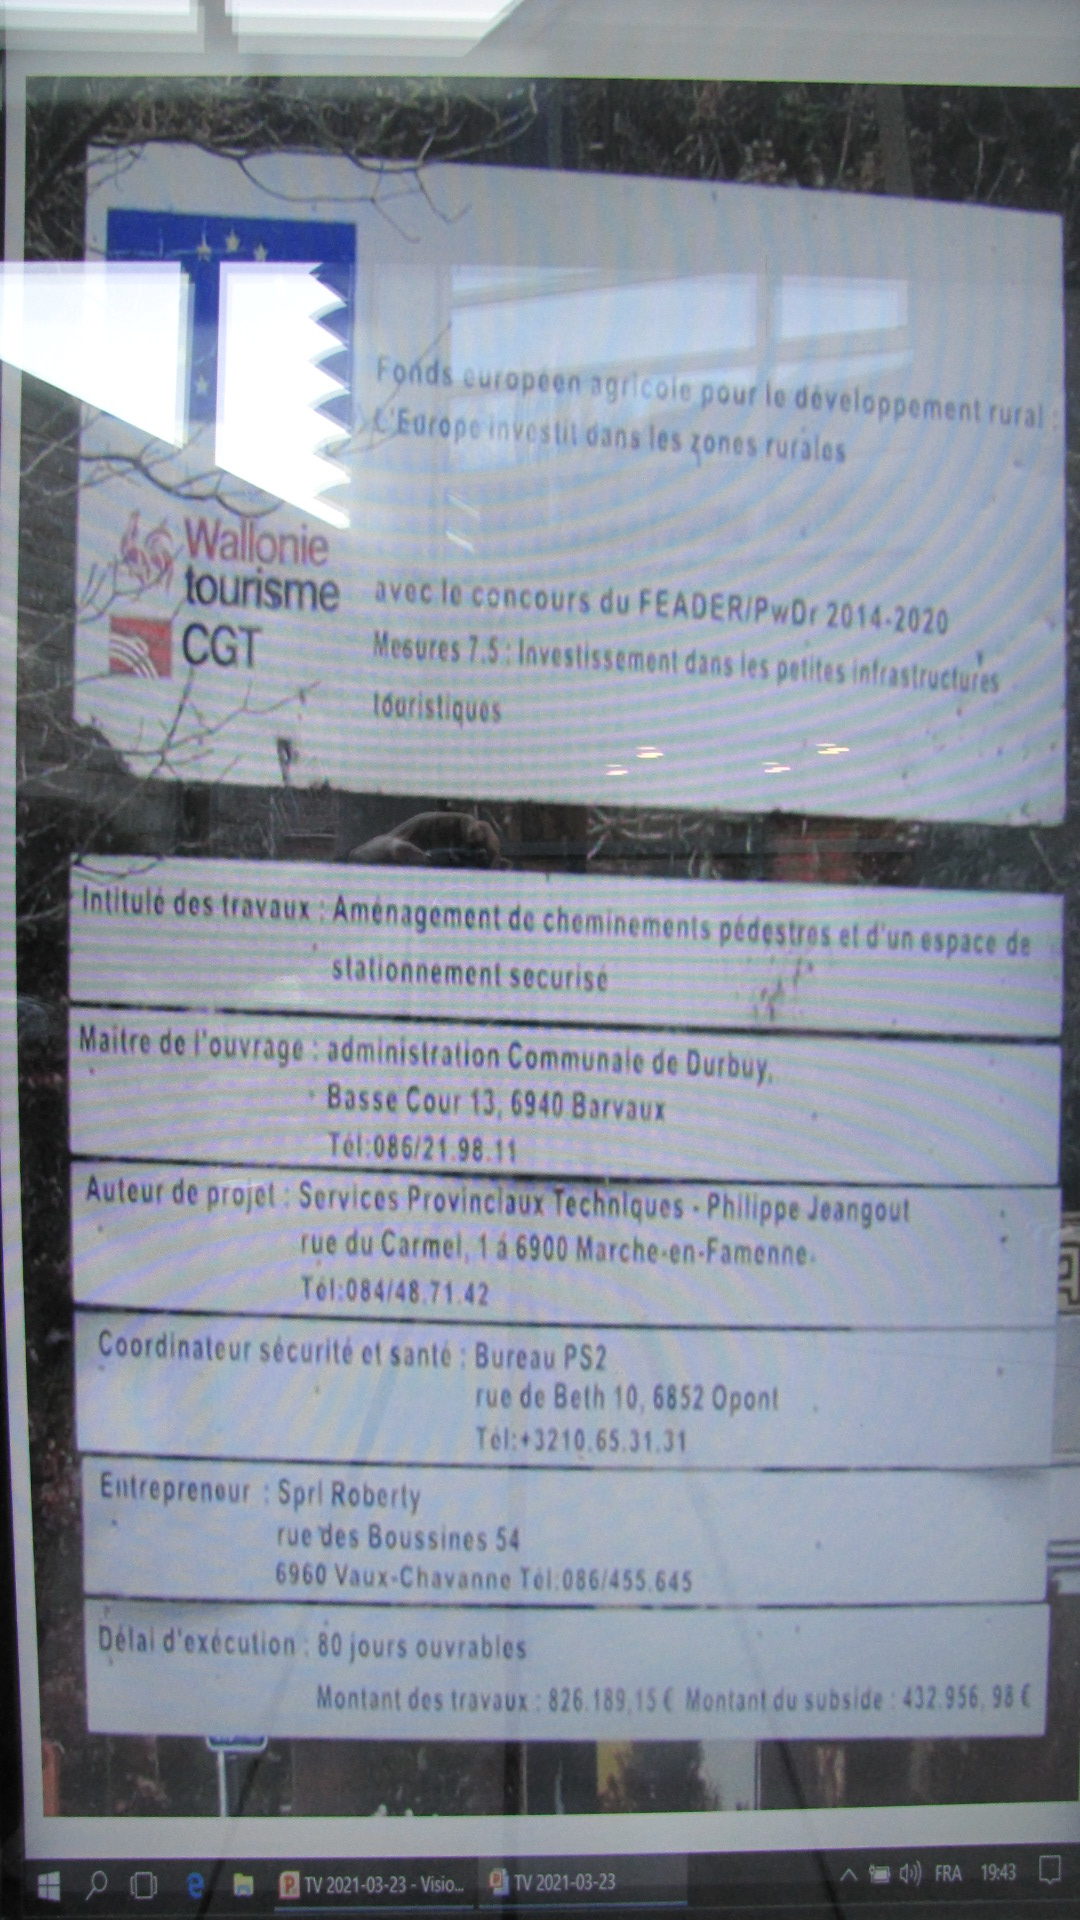 Fonds européen agricole pour le développement rural :
L'Europe investit dans les zones rurales
Wallonie
tourisme
CGT
avec le concours du FEADER/PwDr 2014-2020
Mesures 7.5 : Investissement dans les petites infrastructures
touristiques
Intitulé des travaux : Aménagement de cheminements pédestres et d'un espace de
stationnement securisé
Maitre de l'ouvrage : administration Communale de Durbuy,
Basse Cour 13, 6940 Barvaux
Tél:086/21.98.11
Auteur de projet : Services Provinciaux Techniques - Philippe Jeangout
rue du Carmel, 1 à 6900 Marche-en-Famenne.
Tél:084/48.71.42
Coordinateur sécurité et santé : Bureau PS2
rue de Beth 10, 6852 Opont
Tél:+3210.65.31.31
Entrepreneur : Sprl Roberty
rue des Boussines 54
6960 Vaux-Chavanne Tél:086/455.645
Délai d'exécution : 80 jours ouvrables
Montant des travaux : 826.189,15 € Montant du subside : 432.956, 98 €
TV 2021-03-23 - Visio... TV 2021-03-23 FRA 19:43